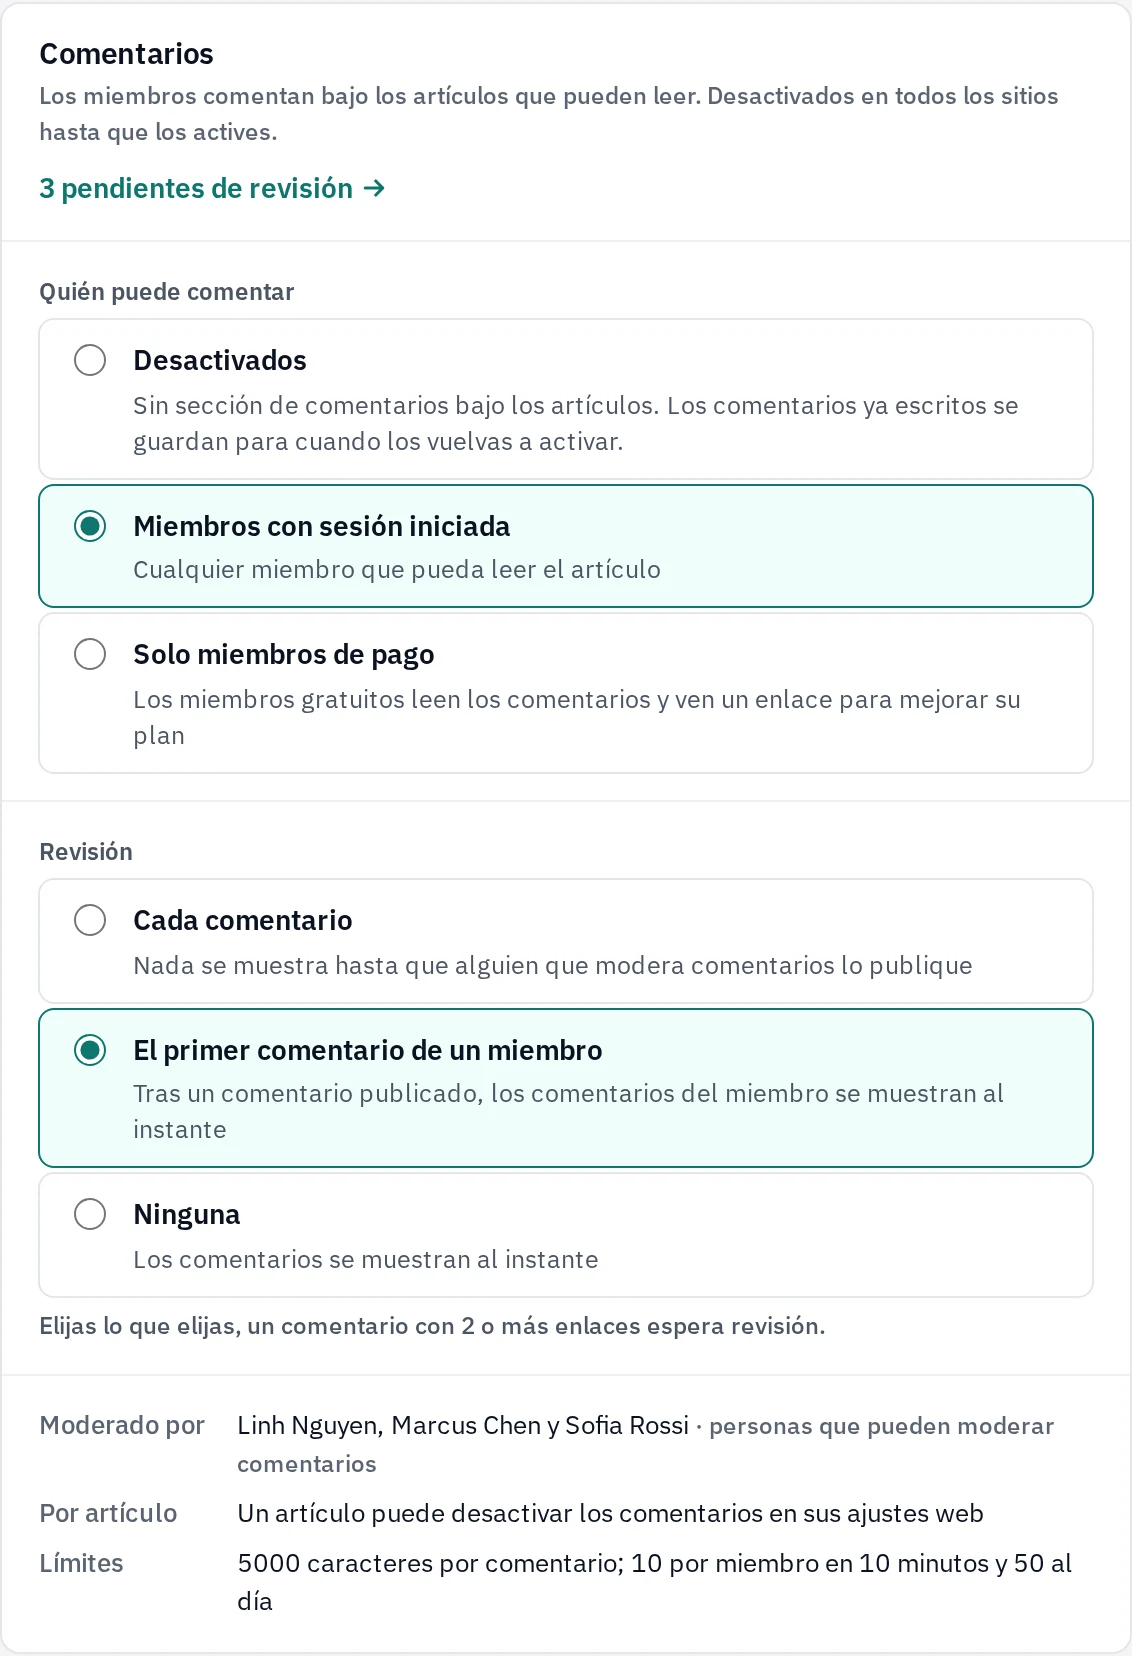 Comentarios
Los miembros comentan bajo los artículos que pueden leer. Desactivados en todos los sitios
hasta que los actives.
3 pendientes de revisión →
Quién puede comentar
Desactivados
Sin sección de comentarios bajo los artículos. Los comentarios ya escritos se
guardan para cuando los vuelvas a activar.
Miembros con sesión iniciada
Cualquier miembro que pueda leer el artículo
Solo miembros de pago
Los miembros gratuitos leen los comentarios y ven un enlace para mejorar su
plan
Revisión
Cada comentario
Nada se muestra hasta que alguien que modera comentarios lo publique
El primer comentario de un miembro
Tras un comentario publicado, los comentarios del miembro se muestran al
instante
Ninguna
Los comentarios se muestran al instante
Elijas lo que elijas, un comentario con 2 o más enlaces espera revisión.
Moderado por Linh Nguyen, Marcus Chen y Sofia Rossi · personas que pueden moderar
comentarios
Por artículo Un artículo puede desactivar los comentarios en sus ajustes web
Límites 5000 caracteres por comentario; 10 por miembro en 10 minutos y 50 al
día